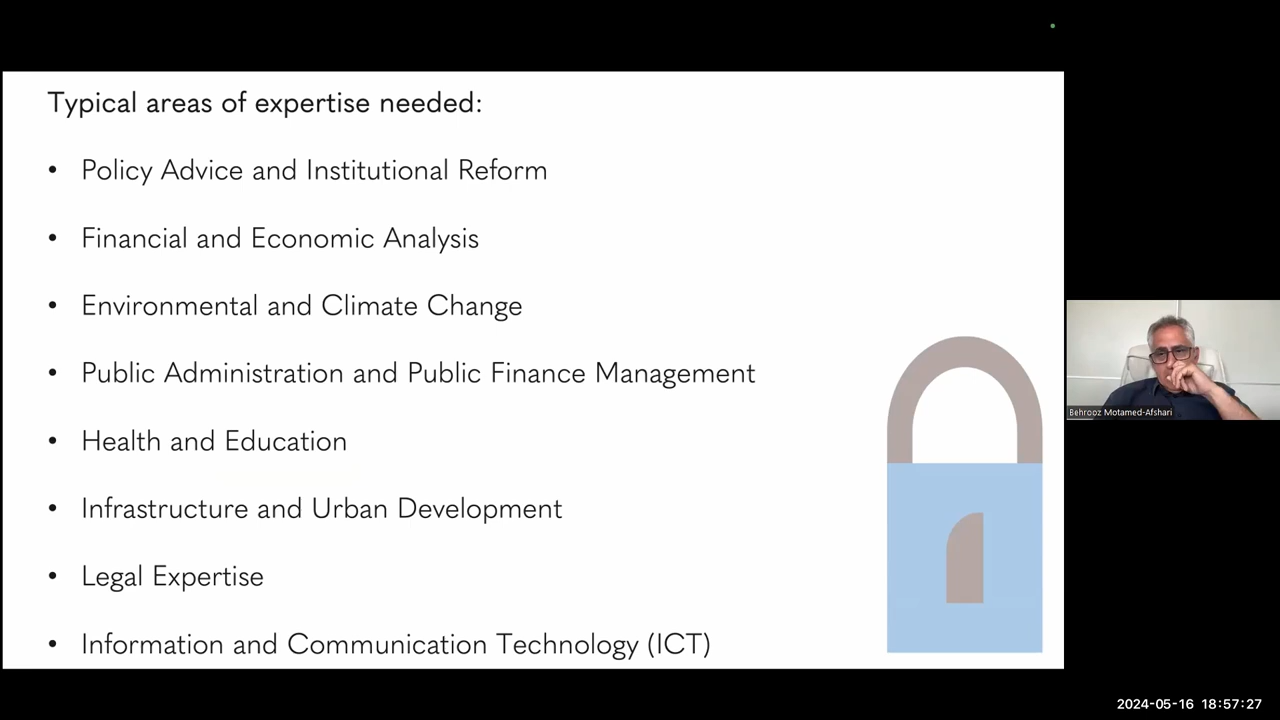 Typical areas of expertise needed:
• Policy Advice and Institutional Reform
• Financial and Economic Analysis
• Environmental and Climate Change
• Public Administration and Public Finance Management
• Health and Education
• Infrastructure and Urban Development
• Legal Expertise
• Information and Communication Technology (ICT)
Behrooz Motamed-Afshari
2024-05-16 18:57:27